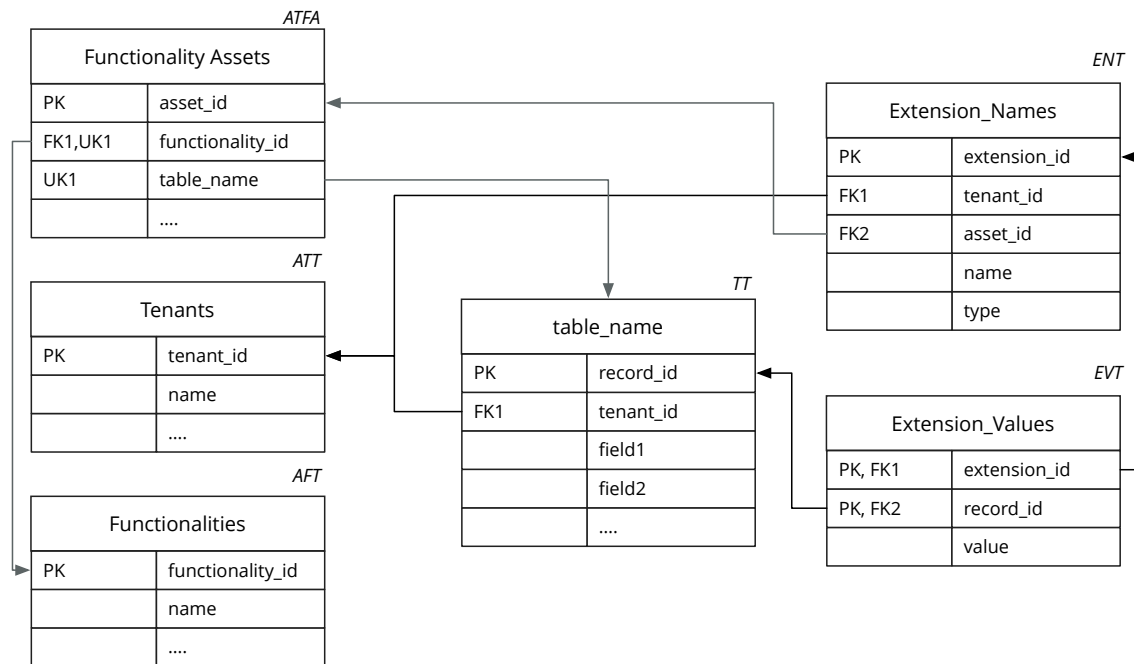 ATFA
Functionality Assets
PK asset_id
FK1,UK1 functionality_id
UK1 table_name
....
ATT
Tenants
PK tenant_id
name
....
AFT
Functionalities
PK functionality_id
name
....
TT
table_name
PK record_id
FK1 tenant_id
field1
field2
....
ENT
Extension_Names
PK extension_id
FK1 tenant_id
FK2 asset_id
name
type
EVT
Extension_Values
PK, FK1 extension_id
PK, FK2 record_id
value